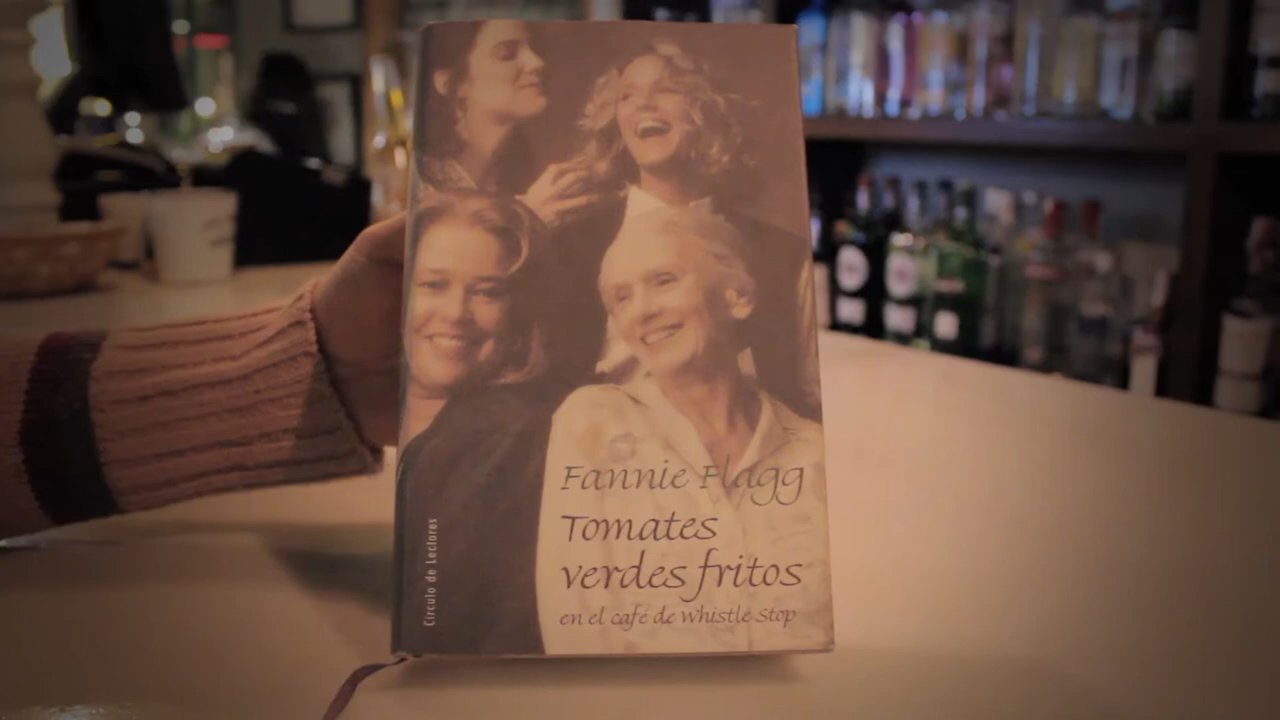 Fannie Flagg
Tomates
verdes fritos
en el café de Whistle Stop
Círculo de Lectores